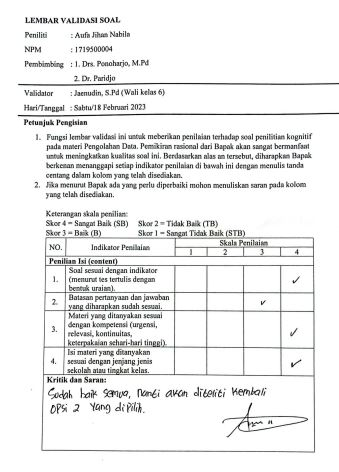 LEMBAR VALIDASI SOAL
Peneliti : Aufa Jihan Nabila
NPM : 1719500004
Pembimbing : 1. Drs. Ponoharjo, M.Pd
2. Dr. Paridjo
Validator : Jaenudin, S.Pd (Wali kelas 6)
Hari/Tanggal : Sabtu/18 Februari 2023
Petunjuk Pengisian
1. Fungsi lembar validasi ini untuk meberikan penilaian terhadap soal penilitian kognitif
pada materi Pengolahan Data. Pemikiran rasional dari Bapak akan sangat bermanfaat
untuk meningkatkan kualitas soal ini. Berdasarkan alas an tersebut, diharapkan Bapak
berkenan menanggapi setiap indikator penilaian di bawah ini dengan menulis tanda
centang dalam kolom yang telah disediakan.
2. Jika menurut Bapak ada yang perlu diperbaiki mohon menuliskan saran pada kolom
yang telah disediakan.
Keterangan skala penilian:
Skor 4 = Sangat Baik (SB) Skor 2 = Tidak Baik (TB)
Skor 3 = Baik (B) Skor 1 = Sangat Tidak Baik (STB)
NO. Indikator Penilaian Skala Penilaian
1 2 3 4
Penilian Isi (content)
1. Soal sesuai dengan indikator
(menurut tes tertulis dengan
bentuk uraian). ✓
2. Batasan pertanyaan dan jawaban
yang diharapkan sudah sesuai. ✓
3. Materi yang ditanyakan sesuai
dengan kompetensi (urgensi,
relevasi, kontinuitas,
keterpakaian sehari-hari tinggi). ✓
4. Isi materi yang ditanyakan
sesuai dengan jenjang jenis
sekolah atau tingkat kelas. ✓
Kritik dan Saran:
Sudah baik semua, nanti akan diteliti kembali
OPsi 2 yang dipilih.